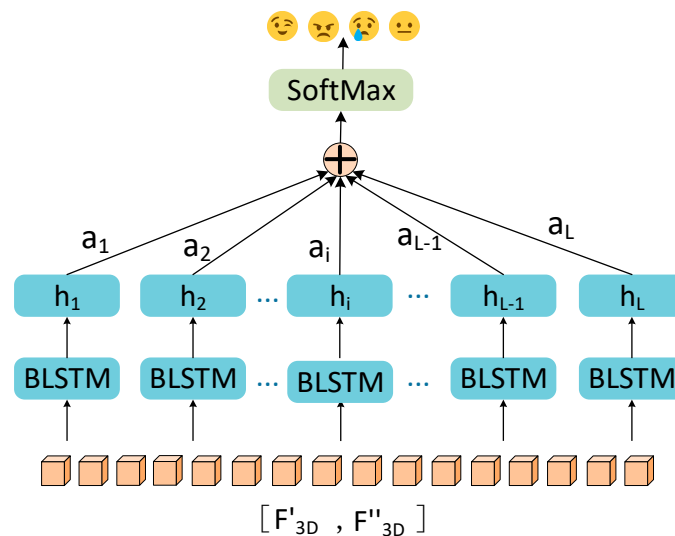 SoftMax
+
a1 a2 ai aL-1 aL
h1 h2 ... hi ... hL-1 hL
BLSTM BLSTM ... BLSTM ... BLSTM BLSTM
[F'3D , F''3D]